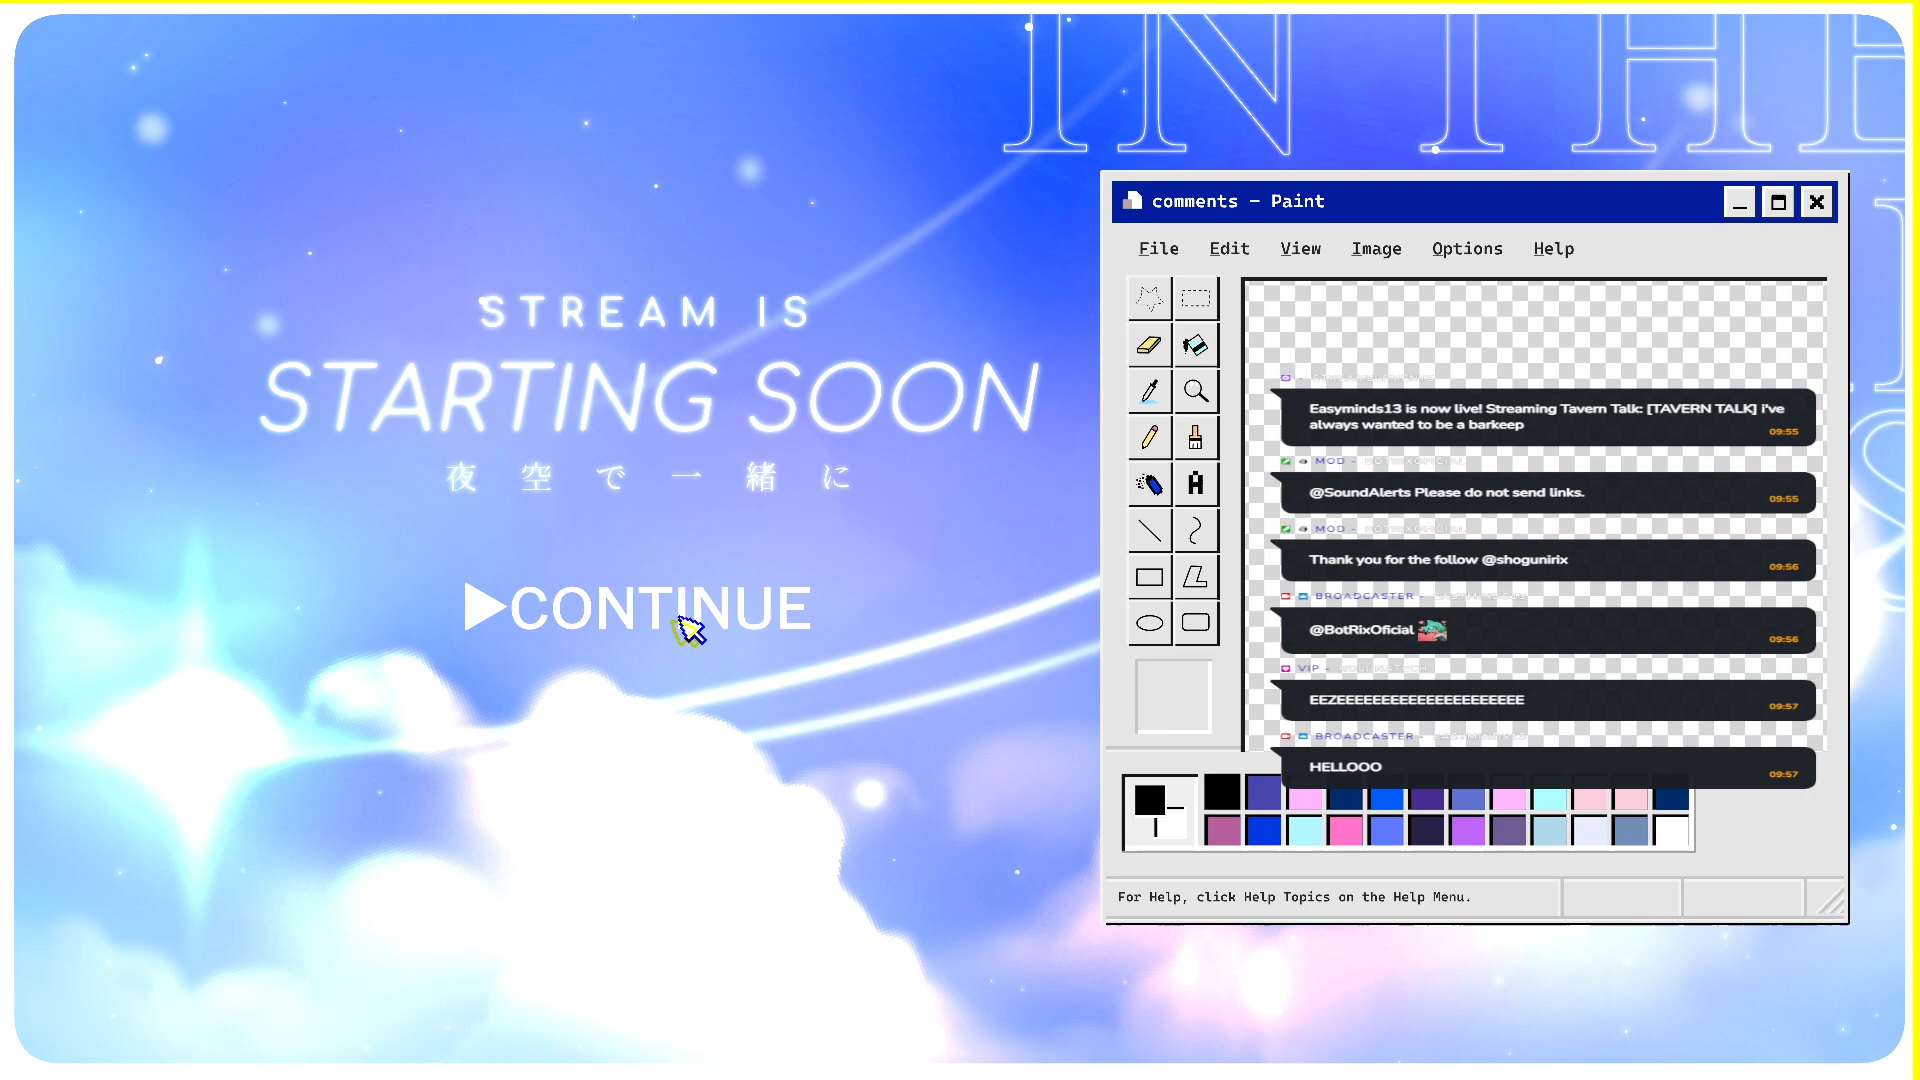 IN THE
STREAM IS
STARTING SOON
夜空で一緒に
▶CONTINUE
comments - Paint
File Edit View Image Options Help
Easyminds13 is now live! Streaming Tavern Talk: [TAVERN TALK] i've
always wanted to be a barkeep
09:55
MOD -
@SoundAlerts Please do not send links.
09:55
MOD -
Thank you for the follow @shogunirix
09:56
BROADCASTER -
@BotRixOficial
09:56
VIP -
EEZEEEEEEEEEEEEEEEEEEEEEE
09:57
BROADCASTER -
HELLOOO
09:57
For Help, click Help Topics on the Help Menu.